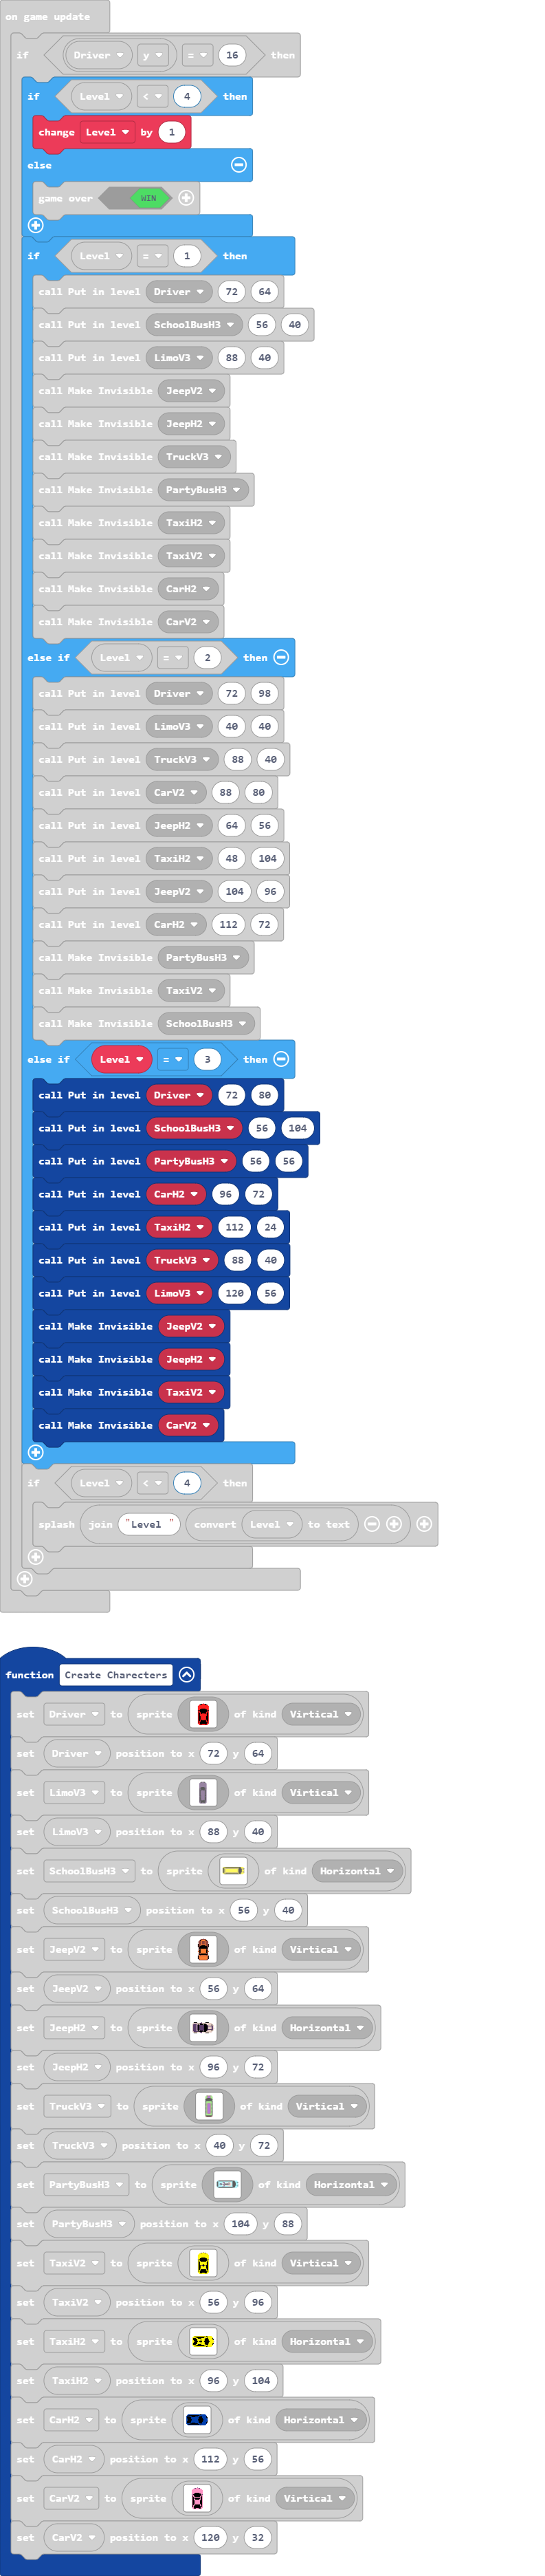 on game update
if Driver y = 16 then
if Level < 4 then
change Level by 1
else
game over WIN
if Level = 1 then
call Put in level Driver 72 64
call Put in level SchoolBusH3 56 40
call Put in level LimoV3 88 40
call Make Invisible JeepV2
call Make Invisible JeepH2
call Make Invisible TruckV3
call Make Invisible PartyBusH3
call Make Invisible TaxiH2
call Make Invisible TaxiV2
call Make Invisible CarH2
call Make Invisible CarV2
else if Level = 2 then
call Put in level Driver 72 98
call Put in level LimoV3 40 40
call Put in level TruckV3 88 40
call Put in level CarV2 88 80
call Put in level JeepH2 64 56
call Put in level TaxiH2 48 104
call Put in level JeepV2 104 96
call Put in level CarH2 112 72
call Make Invisible PartyBusH3
call Make Invisible TaxiV2
call Make Invisible SchoolBusH3
else if Level = 3 then
call Put in level Driver 72 80
call Put in level SchoolBusH3 56 104
call Put in level PartyBusH3 56 56
call Put in level CarH2 96 72
call Put in level TaxiH2 112 24
call Put in level TruckV3 88 40
call Put in level LimoV3 120 56
call Make Invisible JeepV2
call Make Invisible JeepH2
call Make Invisible TaxiV2
call Make Invisible CarV2
if Level < 4 then
splash join "Level " convert Level to text
function Create Charecters
set Driver to sprite of kind Virtical
set Driver position to x 72 y 64
set LimoV3 to sprite of kind Virtical
set LimoV3 position to x 88 y 40
set SchoolBusH3 to sprite of kind Horizontal
set SchoolBusH3 position to x 56 y 40
set JeepV2 to sprite of kind Virtical
set JeepV2 position to x 56 y 64
set JeepH2 to sprite of kind Horizontal
set JeepH2 position to x 96 y 72
set TruckV3 to sprite of kind Virtical
set TruckV3 position to x 40 y 72
set PartyBusH3 to sprite of kind Horizontal
set PartyBusH3 position to x 104 y 88
set TaxiV2 to sprite of kind Virtical
set TaxiV2 position to x 56 y 96
set TaxiH2 to sprite of kind Horizontal
set TaxiH2 position to x 96 y 104
set CarH2 to sprite of kind Horizontal
set CarH2 position to x 112 y 56
set CarV2 to sprite of kind Virtical
set CarV2 position to x 120 y 32